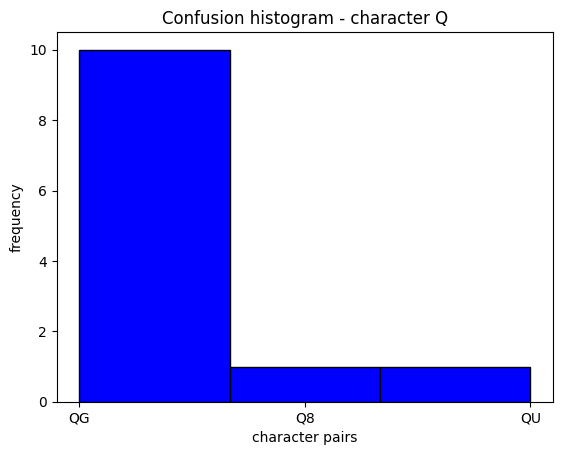 Confusion histogram - character Q
frequency
10
8
6
4
2
0
QG Q8 QU
character pairs